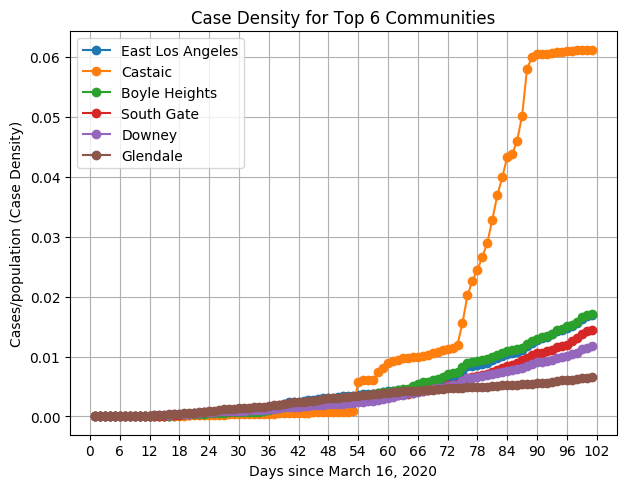 Case Density for Top 6 Communities
East Los Angeles
Castaic
Boyle Heights
South Gate
Downey
Glendale
Cases/population (Case Density)
0.06
0.05
0.04
0.03
0.02
0.01
0.00
0 6 12 18 24 30 36 42 48 54 60 66 72 78 84 90 96 102
Days since March 16, 2020